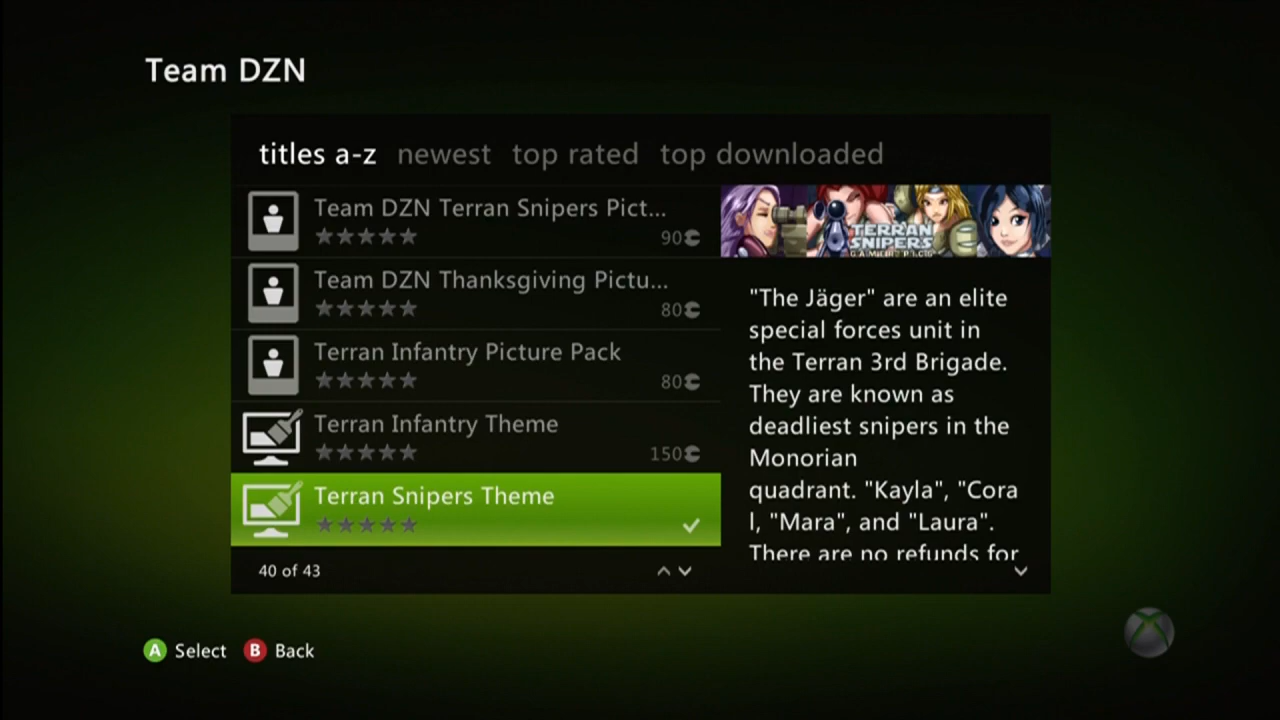 Team DZN
titles a-z newest top rated top downloaded
Team DZN Terran Snipers Pict...
90
Team DZN Thanksgiving Pictu...
80
Terran Infantry Picture Pack
80
Terran Infantry Theme
150
Terran Snipers Theme
40 of 43
TERRAN
SNIPERS
"The Jäger" are an elite
special forces unit in
the Terran 3rd Brigade.
They are known as
deadliest snipers in the
Monorian
quadrant. "Kayla", "Cora
l, "Mara", and "Laura".
There are no refunds for
A Select B Back